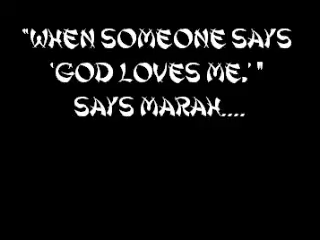 "WHEN SOMEONE SAYS
'GOD LOVES ME,' "
SAYS MARAH....